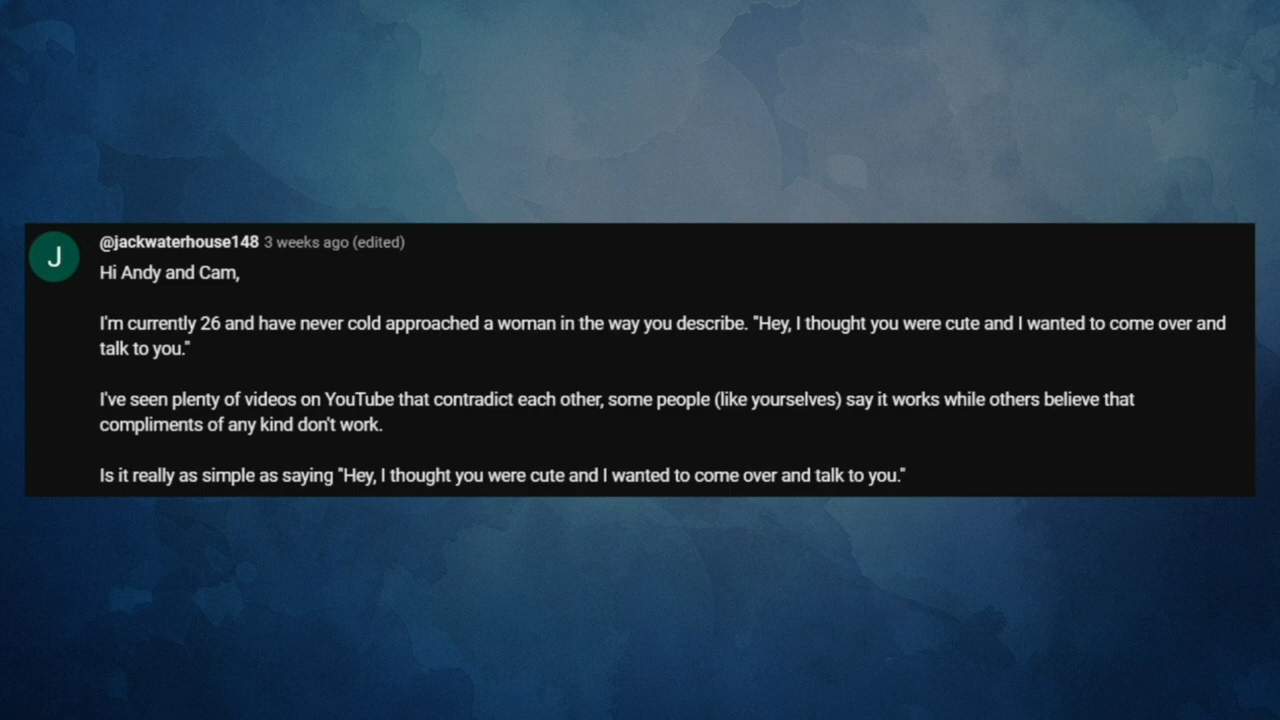 J
@jackwaterhouse148 3 weeks ago (edited)
Hi Andy and Cam,
I'm currently 26 and have never cold approached a woman in the way you describe. "Hey, I thought you were cute and I wanted to come over and
talk to you."
I've seen plenty of videos on YouTube that contradict each other, some people (like yourselves) say it works while others believe that
compliments of any kind don't work.
Is it really as simple as saying "Hey, I thought you were cute and I wanted to come over and talk to you."